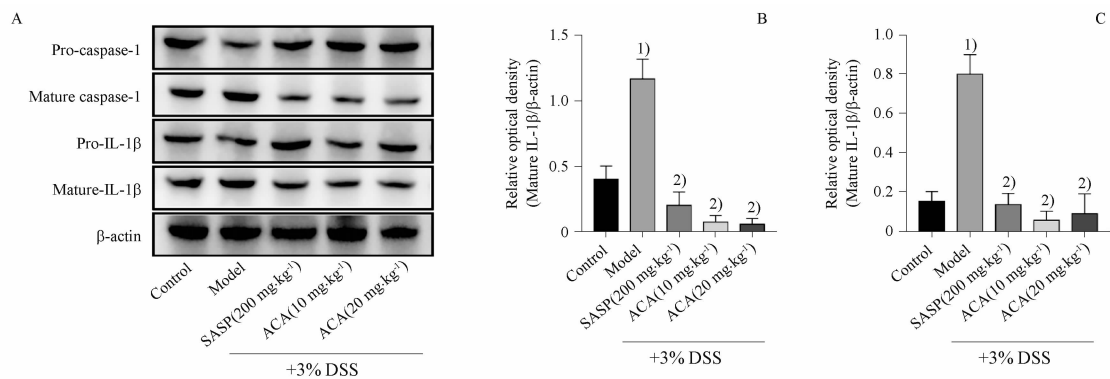 A
Pro-caspase-1
Mature caspase-1
Pro-IL-1β
Mature-IL-1β
β-actin
Control
Model
SASP(200 mg·kg⁻¹)
ACA(10 mg·kg⁻¹)
ACA(20 mg·kg⁻¹)
+3% DSS
B
Relative optical density
(Mature IL-1β/β-actin)
1.5
1.0
0.5
0
1)
2)
2)
2)
Control
Model
SASP(200 mg·kg⁻¹)
ACA(10 mg·kg⁻¹)
ACA(20 mg·kg⁻¹)
+3% DSS
C
Relative optical density
(Mature IL-1β/β-actin)
1.0
0.8
0.6
0.4
0.2
0
1)
2)
2)
2)
Control
Model
SASP(200 mg·kg⁻¹)
ACA(10 mg·kg⁻¹)
ACA(20 mg·kg⁻¹)
+3% DSS